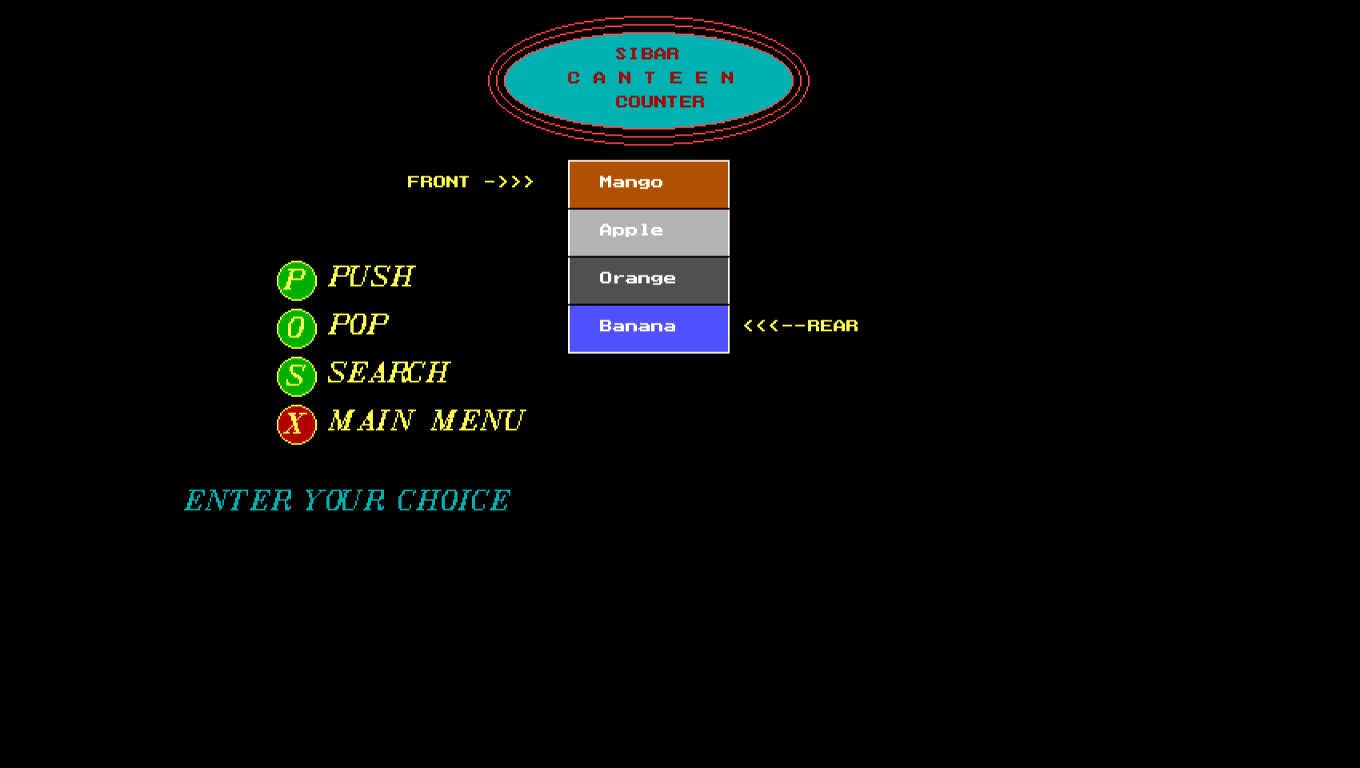 SIBAR
C A N T E E N
COUNTER
FRONT ->>> Mango
Apple
P PUSH Orange
O POP Banana <<<--REAR
S SEARCH
X MAIN MENU
ENTER YOUR CHOICE